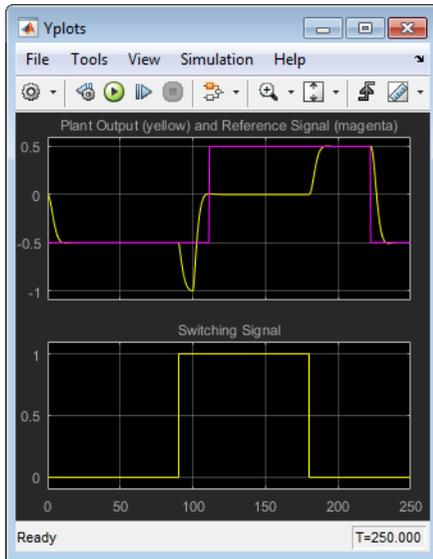 Yplots
File Tools View Simulation Help
Plant Output (yellow) and Reference Signal (magenta)
0.5
0
-0.5
-1
Switching Signal
1
0.5
0
0 50 100 150 200 250
Ready T=250.000